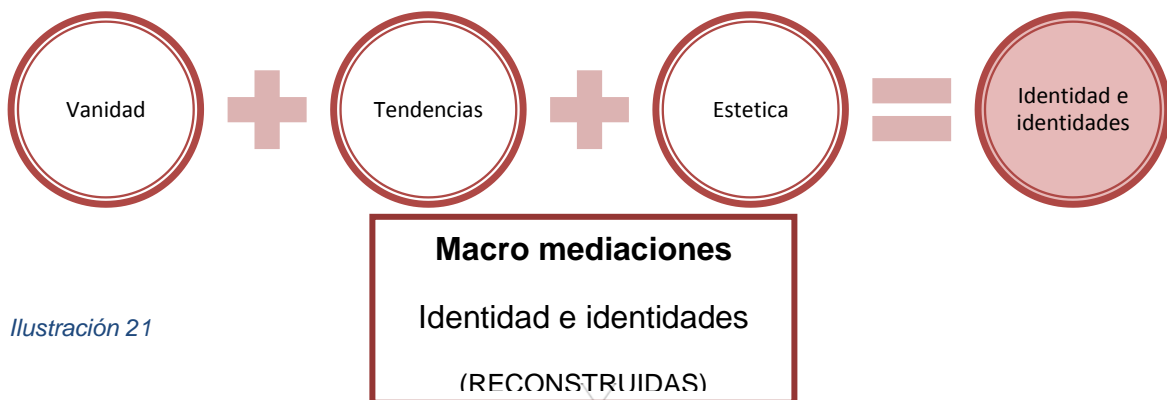 Vanidad
Tendencias
Estetica
Identidad e
identidades
Macro mediaciones
Identidad e identidades
(RECONSTRUIDAS)
Ilustración 21